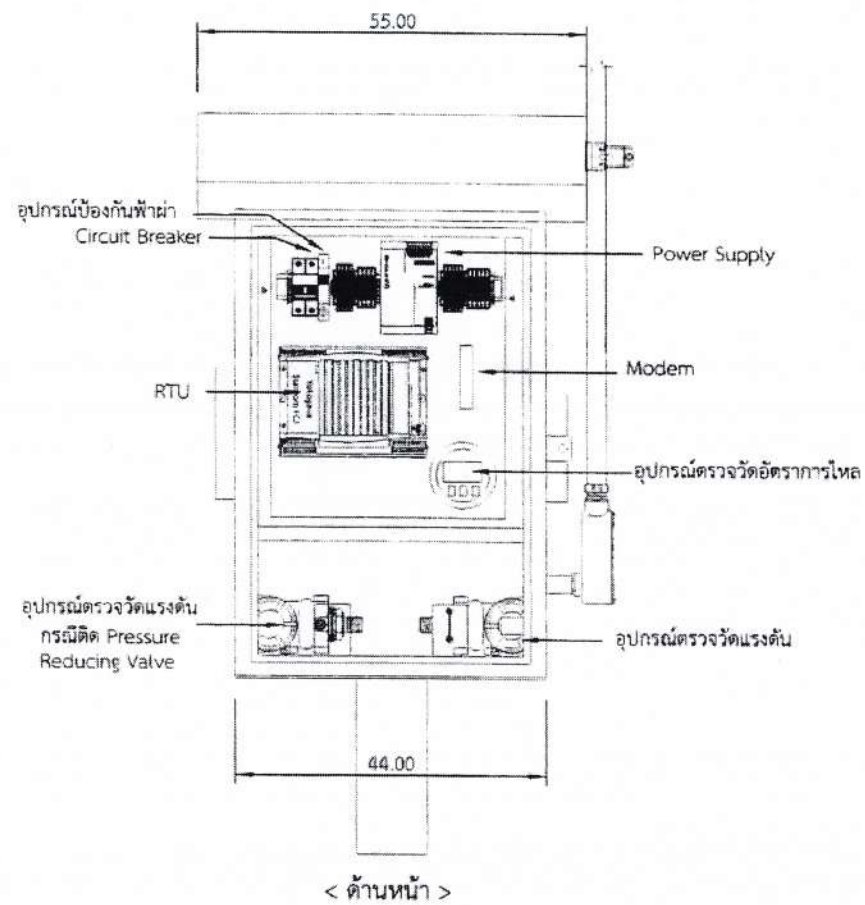 55.00
อุปกรณ์ป้องกันฟ้าผ่า
Circuit Breaker
Power Supply
Modem
RTU
อุปกรณ์ตรวจวัดอัตราการไหล
อุปกรณ์ตรวจวัดแรงดัน
กรณีติด Pressure
Reducing Valve
อุปกรณ์ตรวจวัดแรงดัน
44.00
< ด้านหน้า >